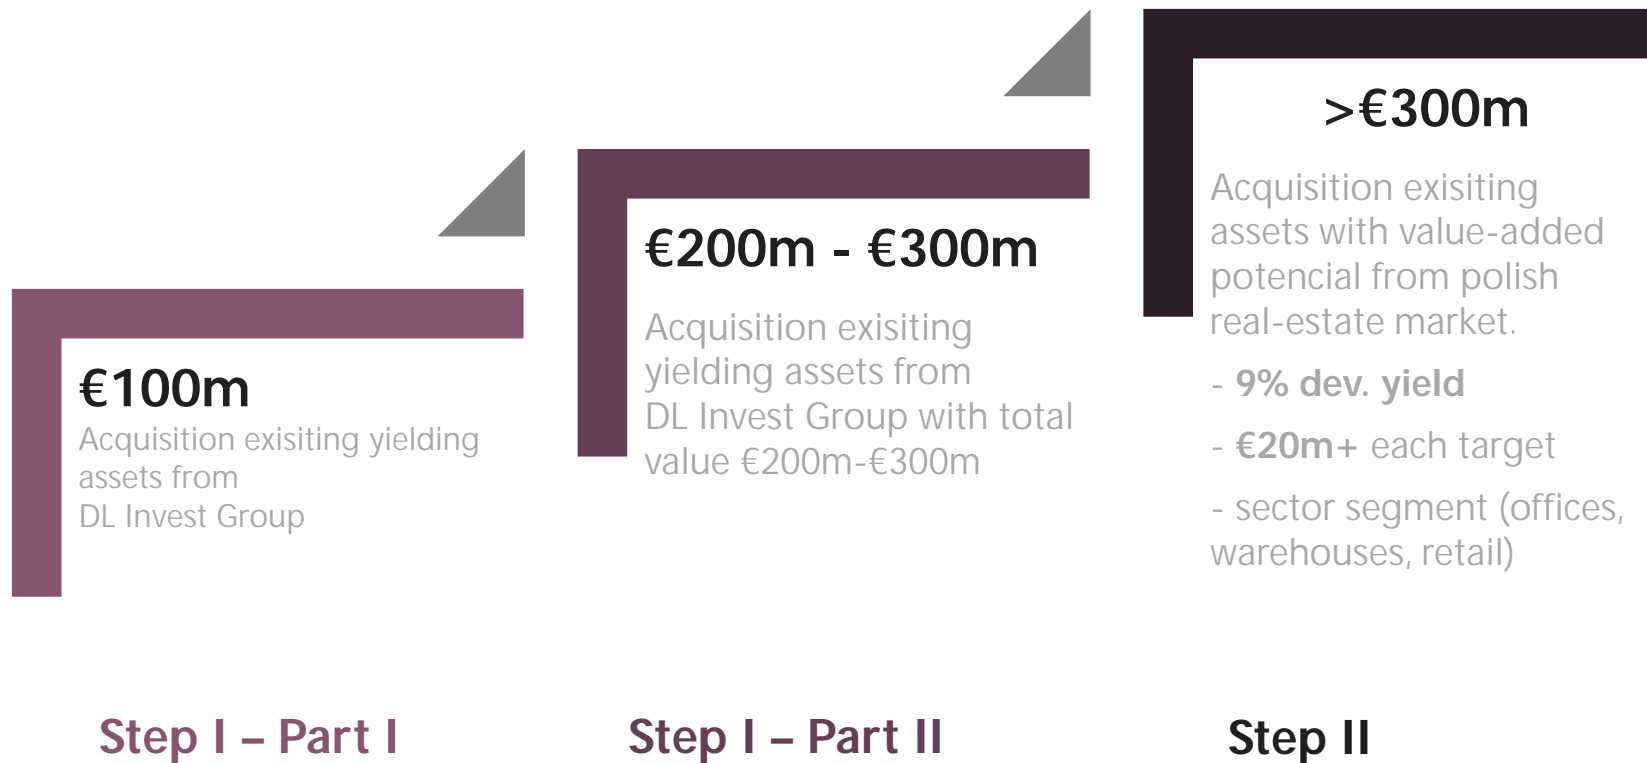 €100m
Acquisition exisiting yielding
assets from
DL Invest Group
Step I – Part I
€200m - €300m
Acquisition exisiting
yielding assets from
DL Invest Group with total
value €200m-€300m
Step I – Part II
>€300m
Acquisition exisiting
assets with value-added
potencial from polish
real-estate market.
- 9% dev. yield
- €20m+ each target
- sector segment (offices,
warehouses, retail)
Step II